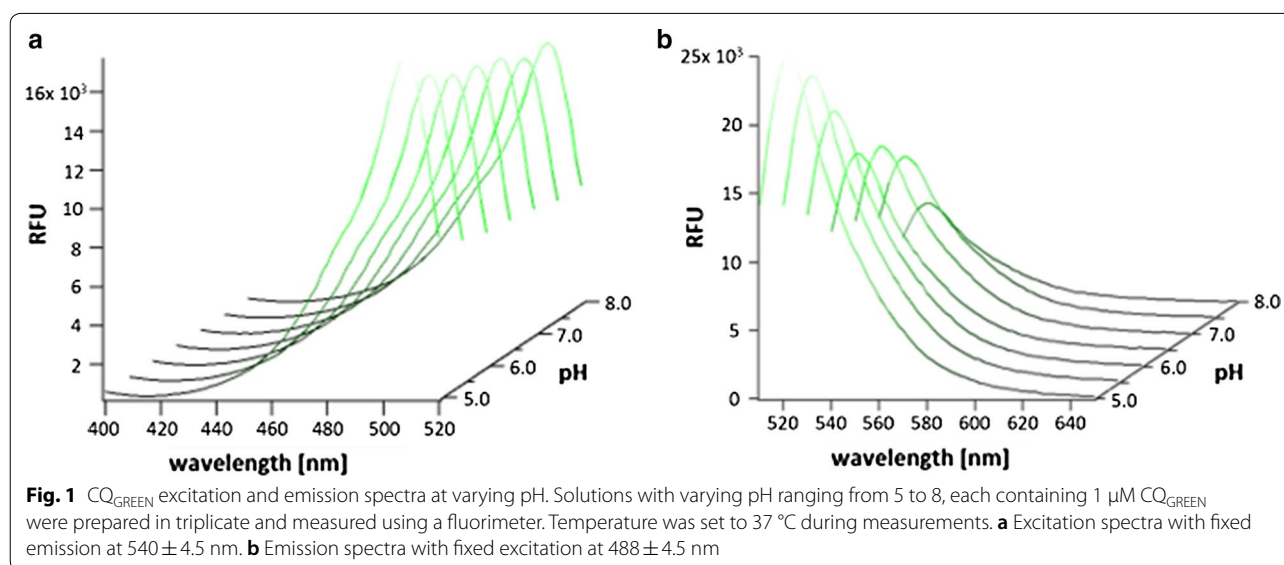 a
16x 10³
14
12
10
8
6
4
2
RFU
400 420 440 460 480 500 520
wavelength [nm]
5.0
6.0
7.0
8.0
pH
b
25x 10³
20
15
10
5
0
RFU
520 540 560 580 600 620 640
wavelength [nm]
5.0
6.0
7.0
8.0
pH
Fig. 1 CQGREEN excitation and emission spectra at varying pH. Solutions with varying pH ranging from 5 to 8, each containing 1 µM CQGREEN
were prepared in triplicate and measured using a fluorimeter. Temperature was set to 37 °C during measurements. a Excitation spectra with fixed
emission at 540 ± 4.5 nm. b Emission spectra with fixed excitation at 488 ± 4.5 nm